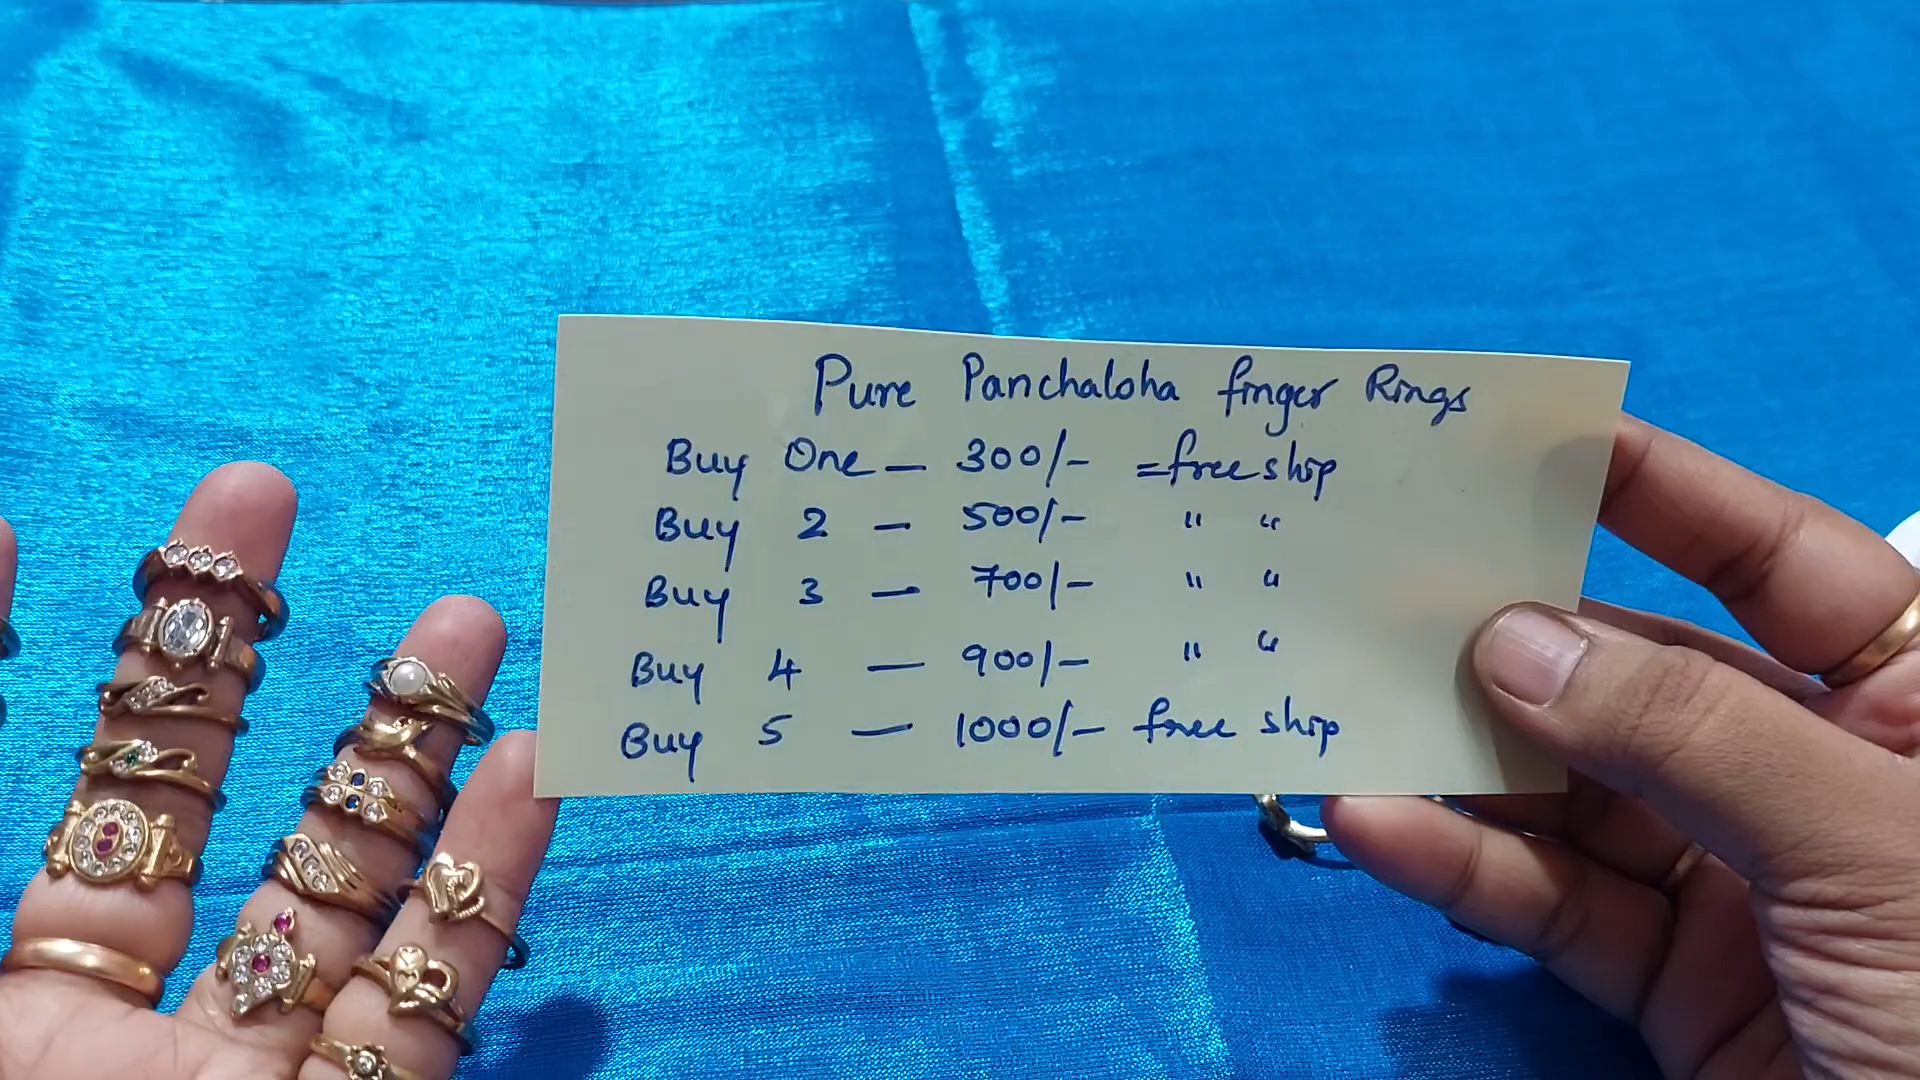 Pure Panchaloha finger Rings
Buy One — 300/- = free ship
Buy 2 — 500/- " "
Buy 3 — 700/- " "
Buy 4 — 900/- " "
Buy 5 — 1000/- free ship